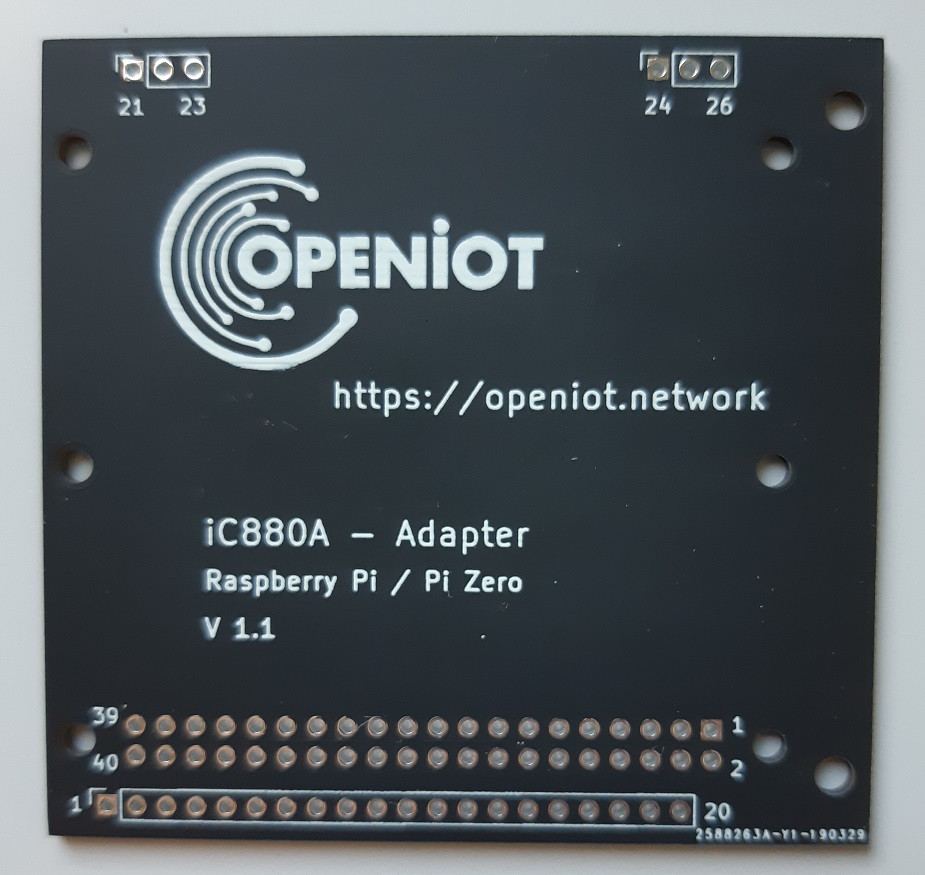 21 23 24 26
OPENiOT
https://openiot.network
iC880A - Adapter
Raspberry Pi / Pi Zero
V 1.1
39 1
40 2
1 20
2588263A-Y1-190329